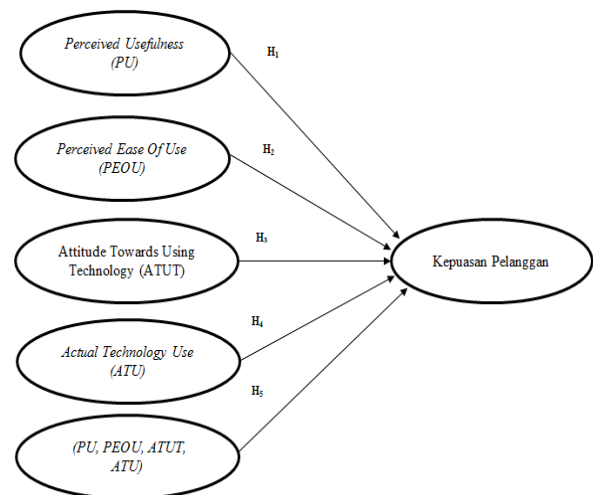 Perceived Usefulness
(PU)
H1
Perceived Ease Of Use
(PEOU)
H2
Attitude Towards Using
Technology (ATUT)
H3
Kepuasan Pelanggan
Actual Technology Use
(ATU)
H4
(PU, PEOU, ATUT,
ATU)
H5